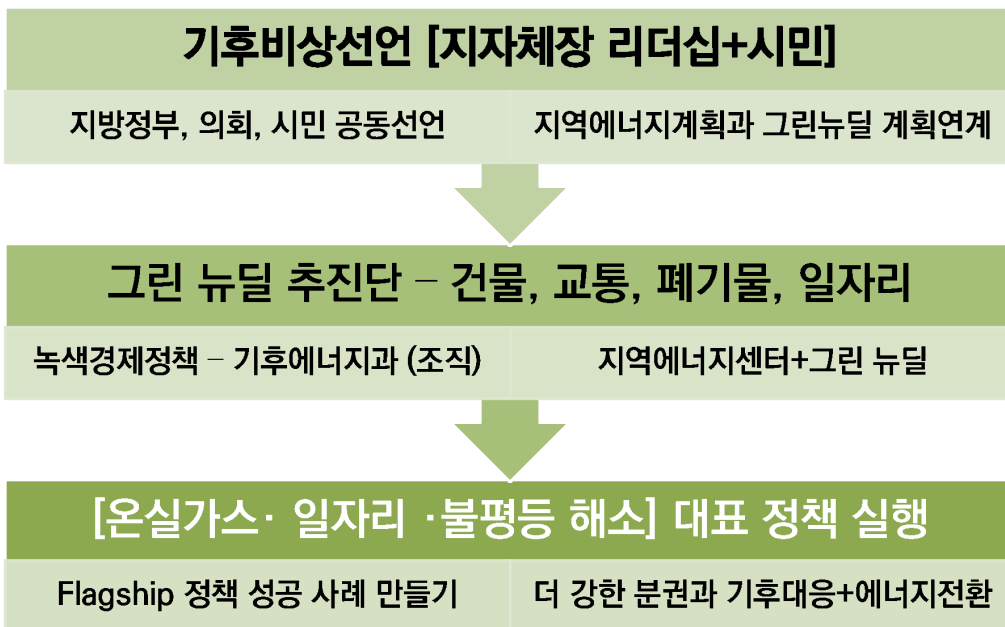 기후비상선언 [지자체장 리더십+시민]
지방정부, 의회, 시민 공동선언
지역에너지계획과 그린뉴딜 계획연계
그린 뉴딜 추진단 – 건물, 교통, 폐기물, 일자리
녹색경제정책 – 기후에너지과 (조직)
지역에너지센터+그린 뉴딜
[온실가스· 일자리 ·불평등 해소] 대표 정책 실행
Flagship 정책 성공 사례 만들기
더 강한 분권과 기후대응+에너지전환